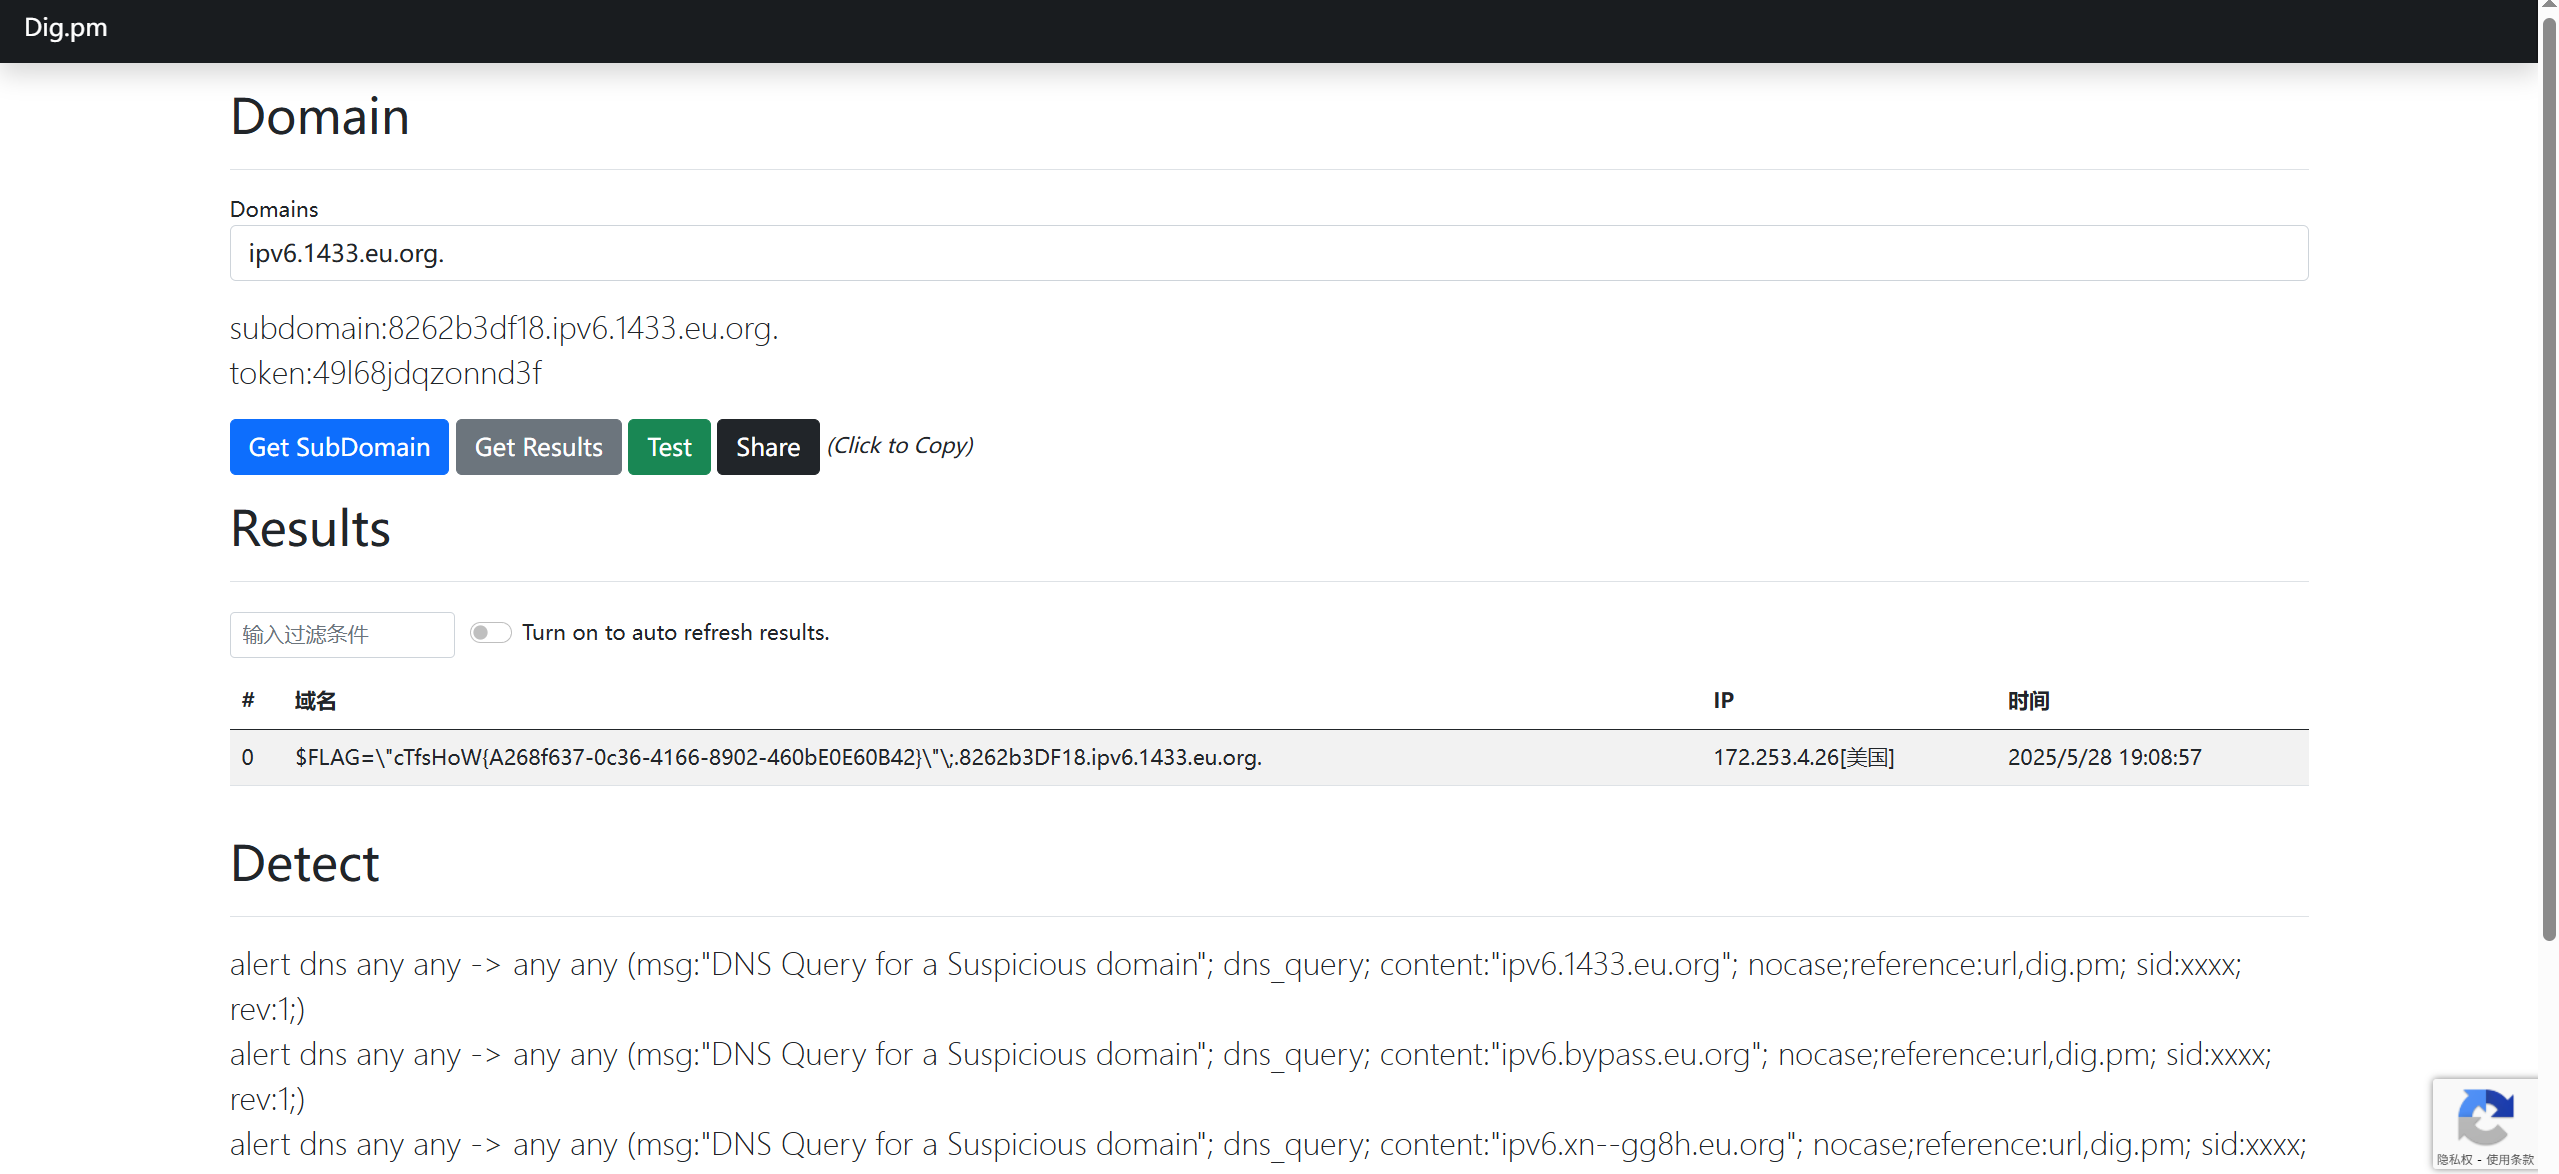 Dig.pm
Domain
Domains
ipv6.1433.eu.org.
subdomain:8262b3df18.ipv6.1433.eu.org.
token:49l68jdqzonnd3f
Get SubDomain Get Results Test Share (Click to Copy)
Results
输入过滤条件 Turn on to auto refresh results.
# 域名 IP 时间
0 $FLAG=\"cTfsHoW{A268f637-0c36-4166-8902-460bE0E60B42}\"\;.8262b3DF18.ipv6.1433.eu.org. 172.253.4.26[美国] 2025/5/28 19:08:57
Detect
alert dns any any -> any any (msg:"DNS Query for a Suspicious domain"; dns_query; content:"ipv6.1433.eu.org"; nocase;reference:url,dig.pm; sid:xxxx;
rev:1;)
alert dns any any -> any any (msg:"DNS Query for a Suspicious domain"; dns_query; content:"ipv6.bypass.eu.org"; nocase;reference:url,dig.pm; sid:xxxx;
rev:1;)
alert dns any any -> any any (msg:"DNS Query for a Suspicious domain"; dns_query; content:"ipv6.xn--gg8h.eu.org"; nocase;reference:url,dig.pm; sid:xxxx;
隐私权 - 使用条款